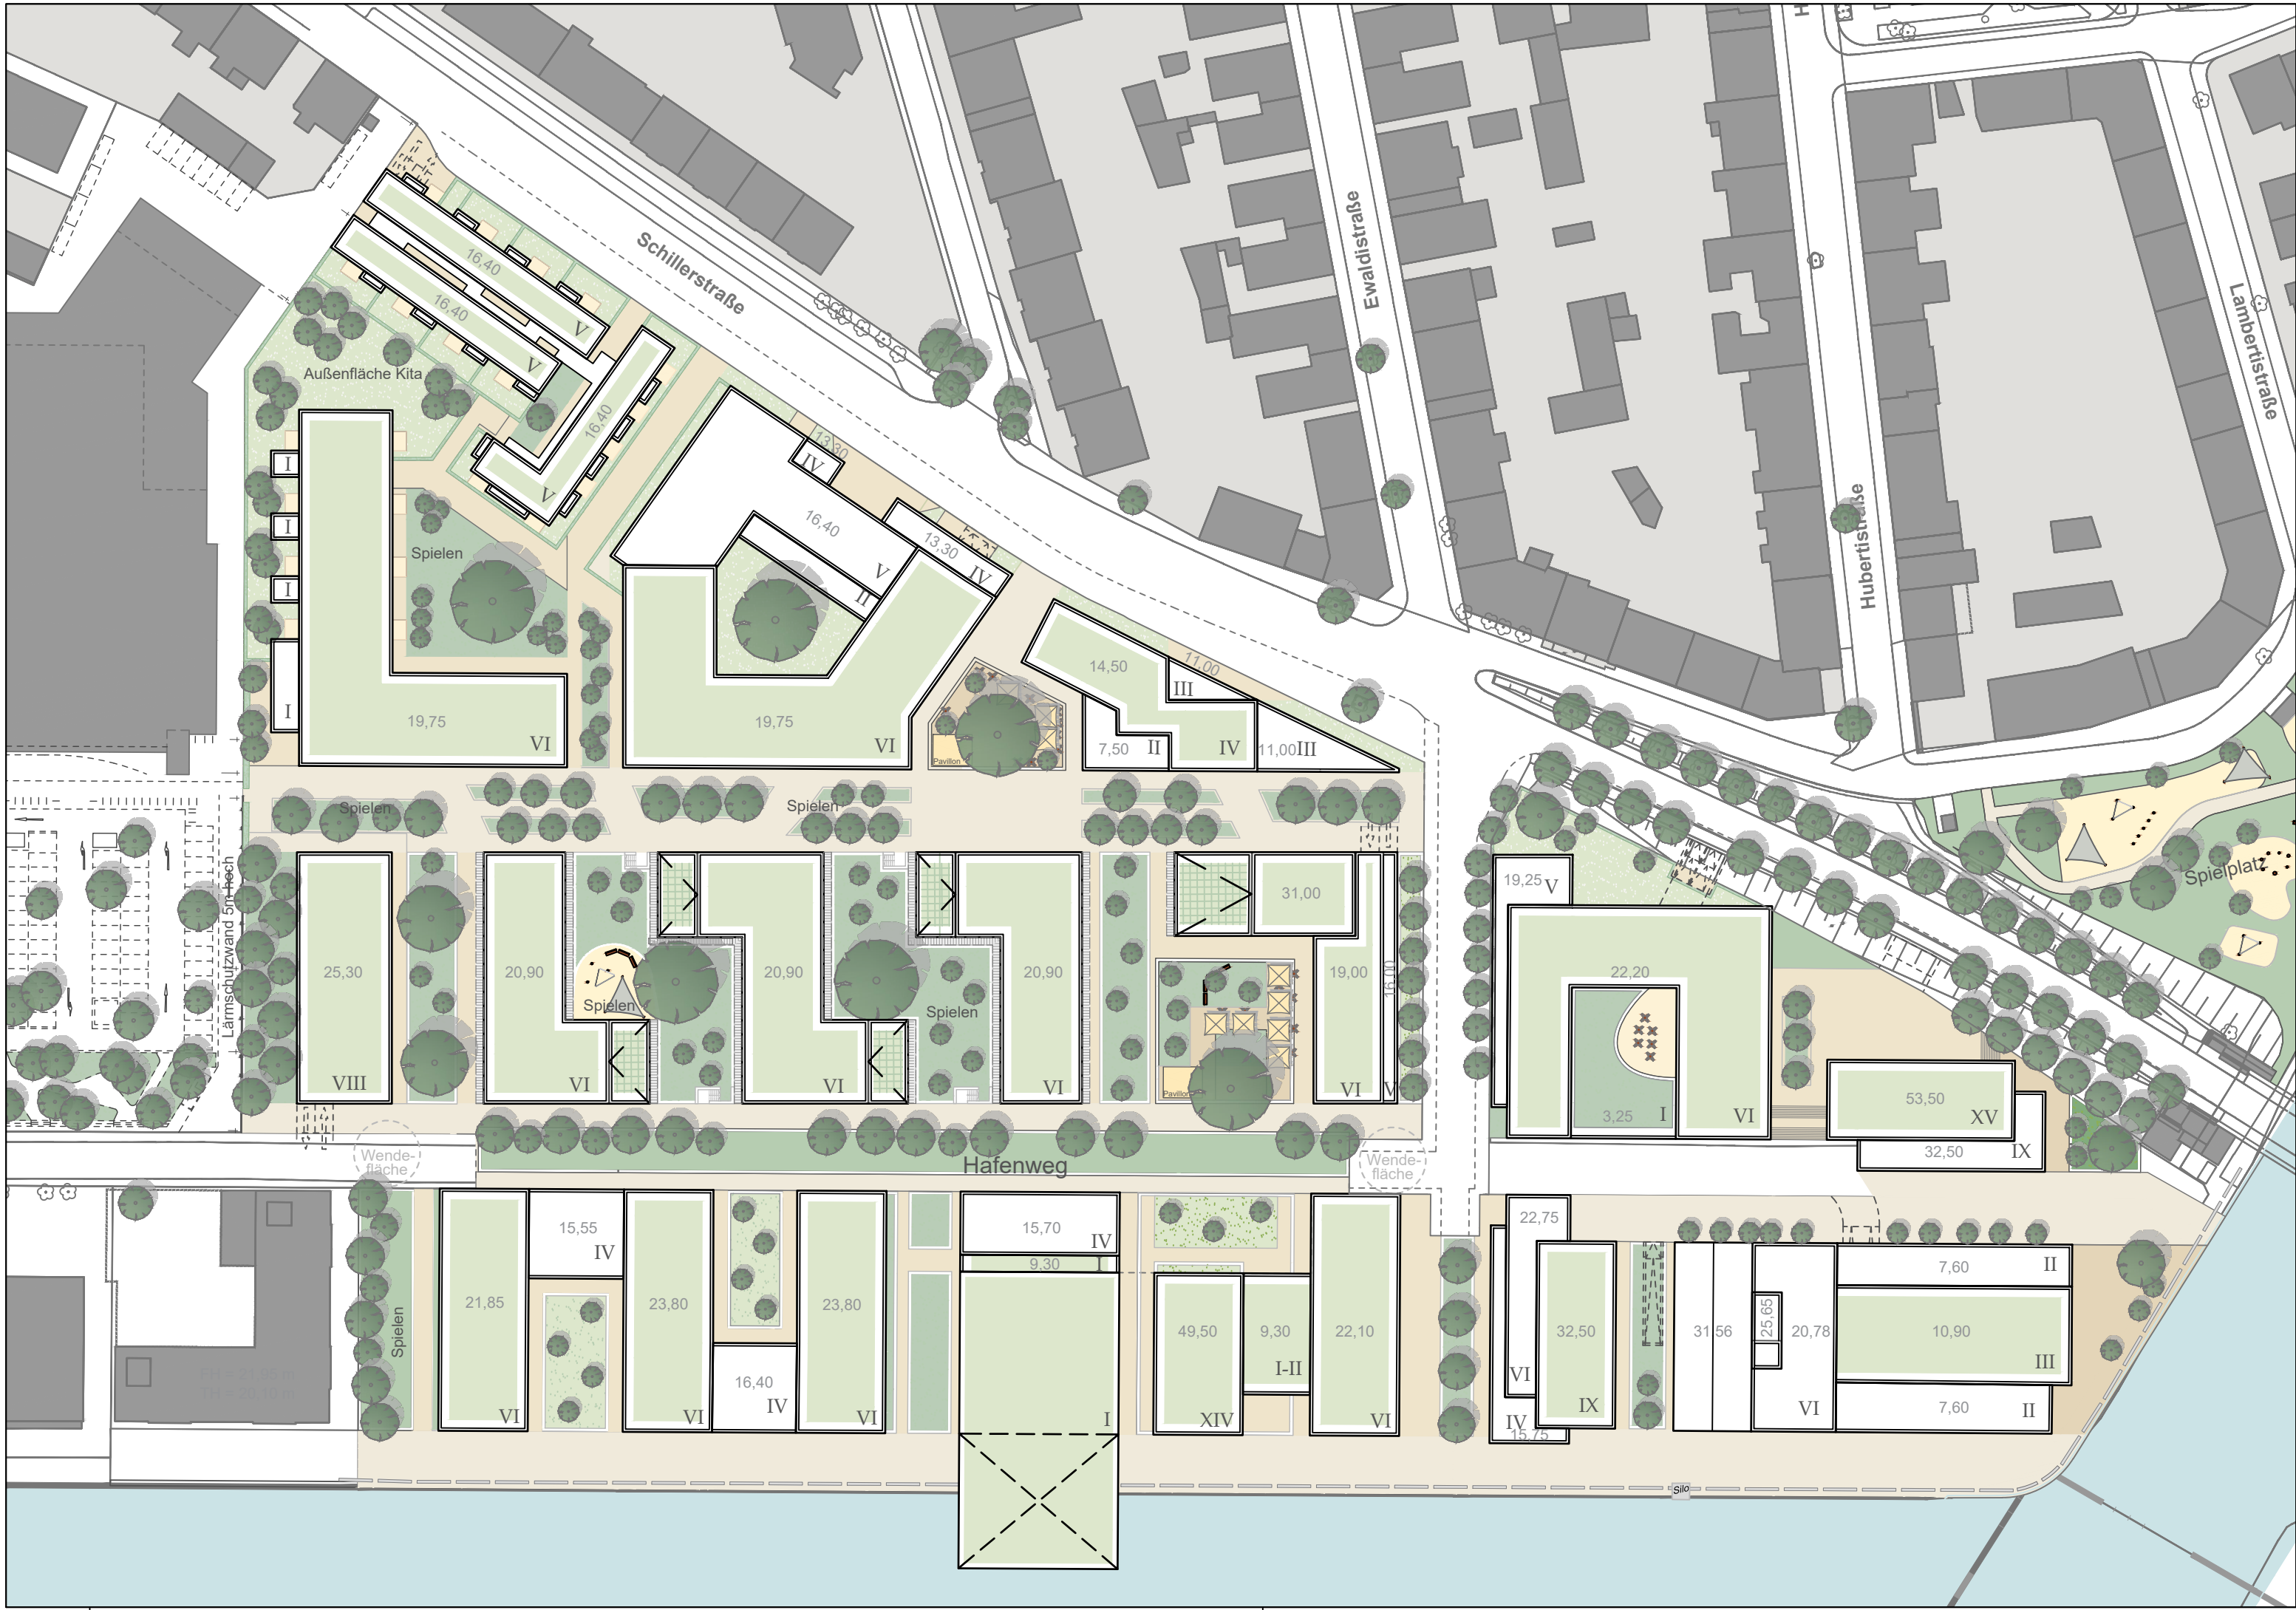 H
Schillerstraße
Ewaldistraße
Hubertistraße
Lambertistraße
16,40
V
16,40
V
Außenfläche Kita
16,40
V
13,30
IV
16,40
V
13,30
IV
II
I
I
I
I
Spielen
19,75
VI
19,75
VI
Pavillon
14,50
11,00
III
7,50
II
IV
11,00
III
Spielen
Spielen
Spielplatz
Lärmschutzwand 5m hoch
25,30
VIII
20,90
VI
Spielen
20,90
VI
Spielen
20,90
VI
31,00
19,00
16,00
VI
V
Pavillon
19,25
V
22,20
3,25
I
VI
53,50
XV
32,50
IX
Wende-
fläche
Hafenweg
Wende-
fläche
Spielen
21,85
VI
15,55
IV
23,80
VI
16,40
IV
23,80
VI
15,70
IV
9,30
I
I
49,50
XIV
9,30
I-II
22,10
VI
22,75
VI
IV
15,75
32,50
IX
31,56
25,65
20,78
VI
7,60
II
10,90
III
7,60
II
Silo